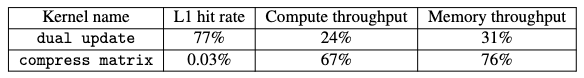 Kernel name L1 hit rate Compute throughput Memory throughput
dual update 77% 24% 31%
compress matrix 0.03% 67% 76%